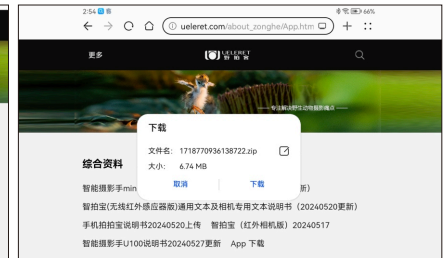 2:54
66%
ueleret.com/about_zonghe/App.htm
更多
UELERET
野拍客
专注解决野生动物摄影痛点
下载
文件名： 1718770936138722.zip
大小： 6.74 MB
取消 下载
综合资料
智能摄影手min 新）
智拍宝(无线红外感应器版)通用文本及相机专用文本说明书（20240520更新）
手机拍拍宝说明书20240520上传 智拍宝（红外相机版）20240517
智能摄影手U100说明书20240527更新 App 下载